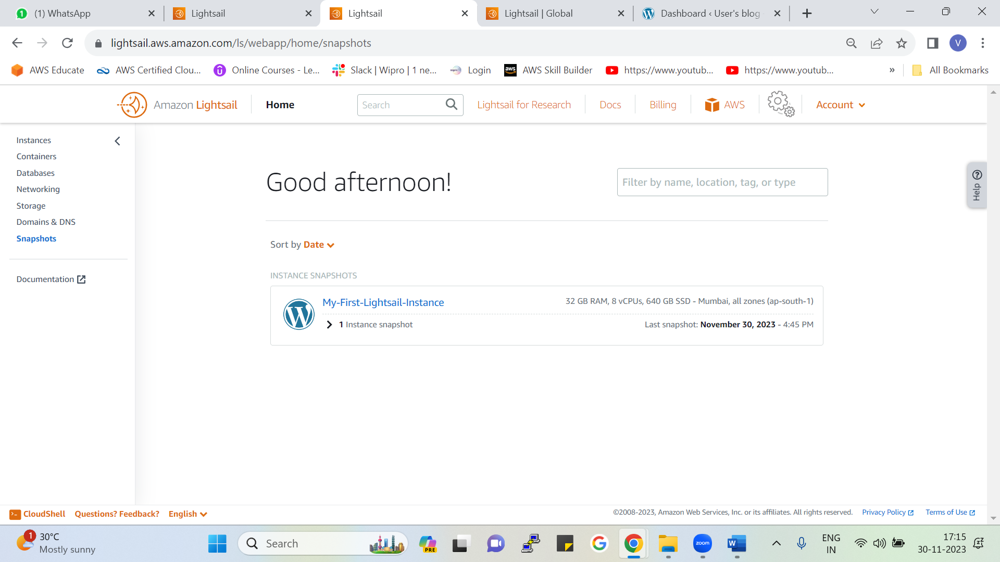 (1) WhatsApp
Lightsail
Lightsail
Lightsail | Global
Dashboard ‹ User's blog
lightsail.aws.amazon.com/ls/webapp/home/snapshots
V
AWS Educate
AWS Certified Clou...
Online Courses - Le...
Slack | Wipro | 1 ne...
Login
AWS Skill Builder
https://www.youtub...
https://www.youtub...
»
All Bookmarks
Amazon Lightsail
Home
Search
Lightsail for Research
Docs
Billing
AWS
Account
Instances
Containers
Databases
Networking
Storage
Domains & DNS
Snapshots
Documentation
Good afternoon!
Filter by name, location, tag, or type
Help
Sort by Date
INSTANCE SNAPSHOTS
My-First-Lightsail-Instance
32 GB RAM, 8 vCPUs, 640 GB SSD - Mumbai, all zones (ap-south-1)
1 Instance snapshot
Last snapshot: November 30, 2023 - 4:45 PM
CloudShell
Questions? Feedback?
English
©2008-2023, Amazon Web Services, Inc. or its affiliates. All rights reserved.
Privacy Policy
Terms of Use
1
30°C
Mostly sunny
Search
PRE
zoom
W
ENG
IN
17:15
30-11-2023